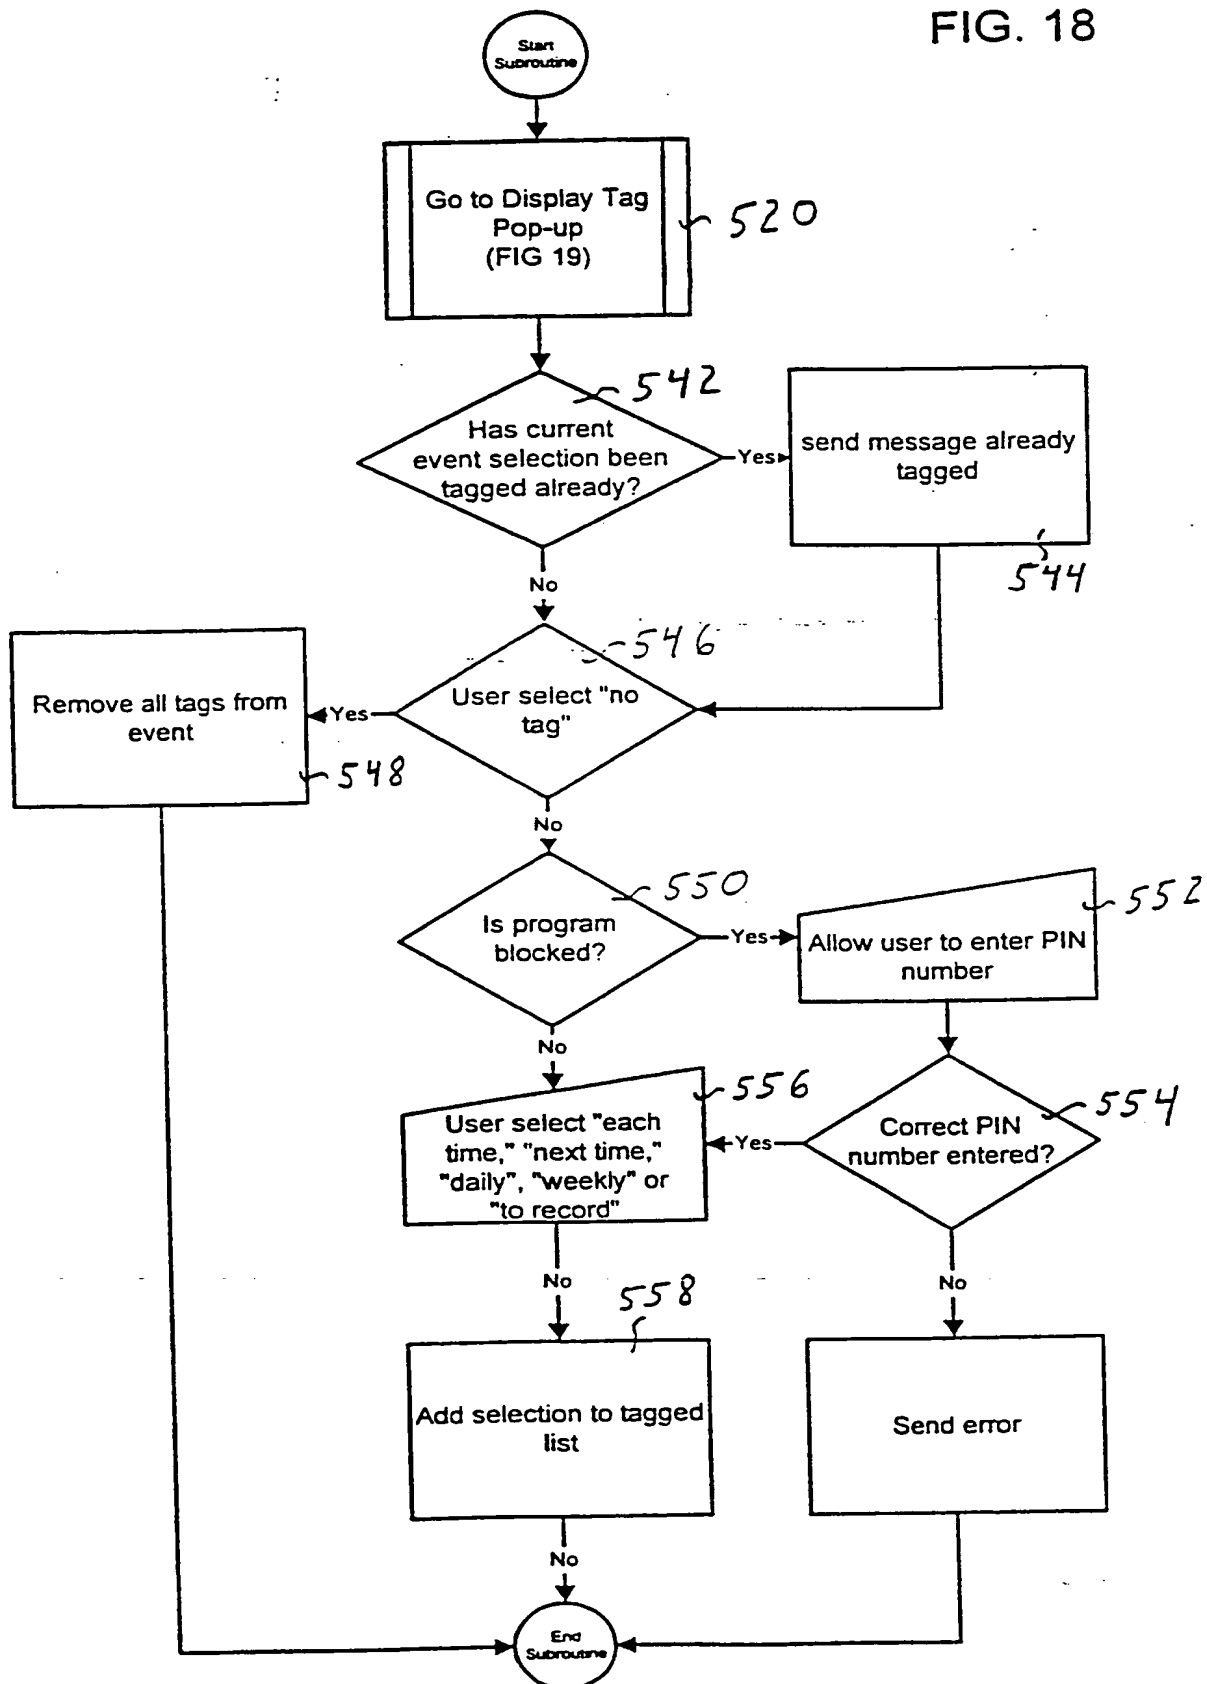 FIG. 18
Start
Subroutine
Go to Display Tag
Pop-up
(FIG 19)
520
542
Has current
event selection been
tagged already?
Yes
send message already
tagged
544
No
546
User select "no
tag"
Yes
Remove all tags from
event
548
No
550
Is program
blocked?
Yes
552
Allow user to enter PIN
number
No
556
User select "each
time," "next time,"
"daily", "weekly" or
"to record"
Yes
554
Correct PIN
number entered?
No
No
558
Add selection to tagged
list
Send error
No
End
Subroutine